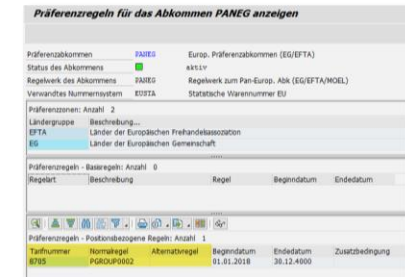 Präferenzregeln für das Abkommen PANEG anzeigen
Präferenzabkommen PANEG Europ. Präferenzabkommen (EG/EFTA)
Status des Abkommens aktiv
Regelwerk des Abkommens PANEG Regelwerk zum Pan-Europ. Abk (EG/EFTA/MOEL)
Verwandtes Nummernsystem EUSTA Statistische Warennummer EU
Präferenzzonen: Anzahl 2
Ländergruppe Beschreibung...
EFTA Länder der Europäischen Freihandelsassoziation
EG Länder der Europäischen Gemeinschaft
Präferenzregeln - Basisregeln: Anzahl 0
Regelart Beschreibung Regel Beginndatum Endedatum
Präferenzregeln - Positionsbezogene Regeln: Anzahl 1
Tarifnummer Normalregel Alternativregel Beginndatum Endedatum Zusatzbedingung
8705 PGROUP0002 01.01.2018 30.12.4000